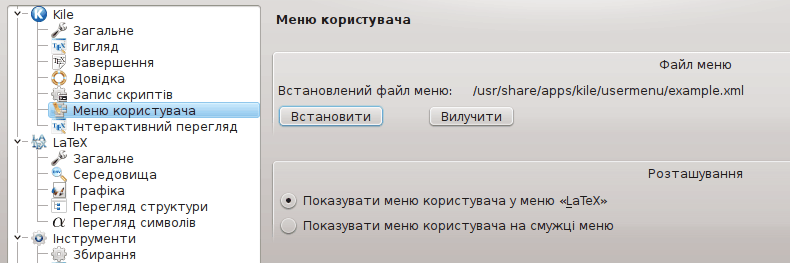 Kile
Загальне
Вигляд
Завершення
Довідка
Запис скриптів
Меню користувача
Інтерактивний перегляд
LaTeX
Загальне
Середовища
Графіка
Перегляд структури
Перегляд символів
Інструменти
Збирання
Меню користувача
Файл меню
Встановлений файл меню: /usr/share/apps/kile/usermenu/example.xml
Встановити Вилучити
Розташування
Показувати меню користувача у меню «LaTeX»
Показувати меню користувача на смужці меню